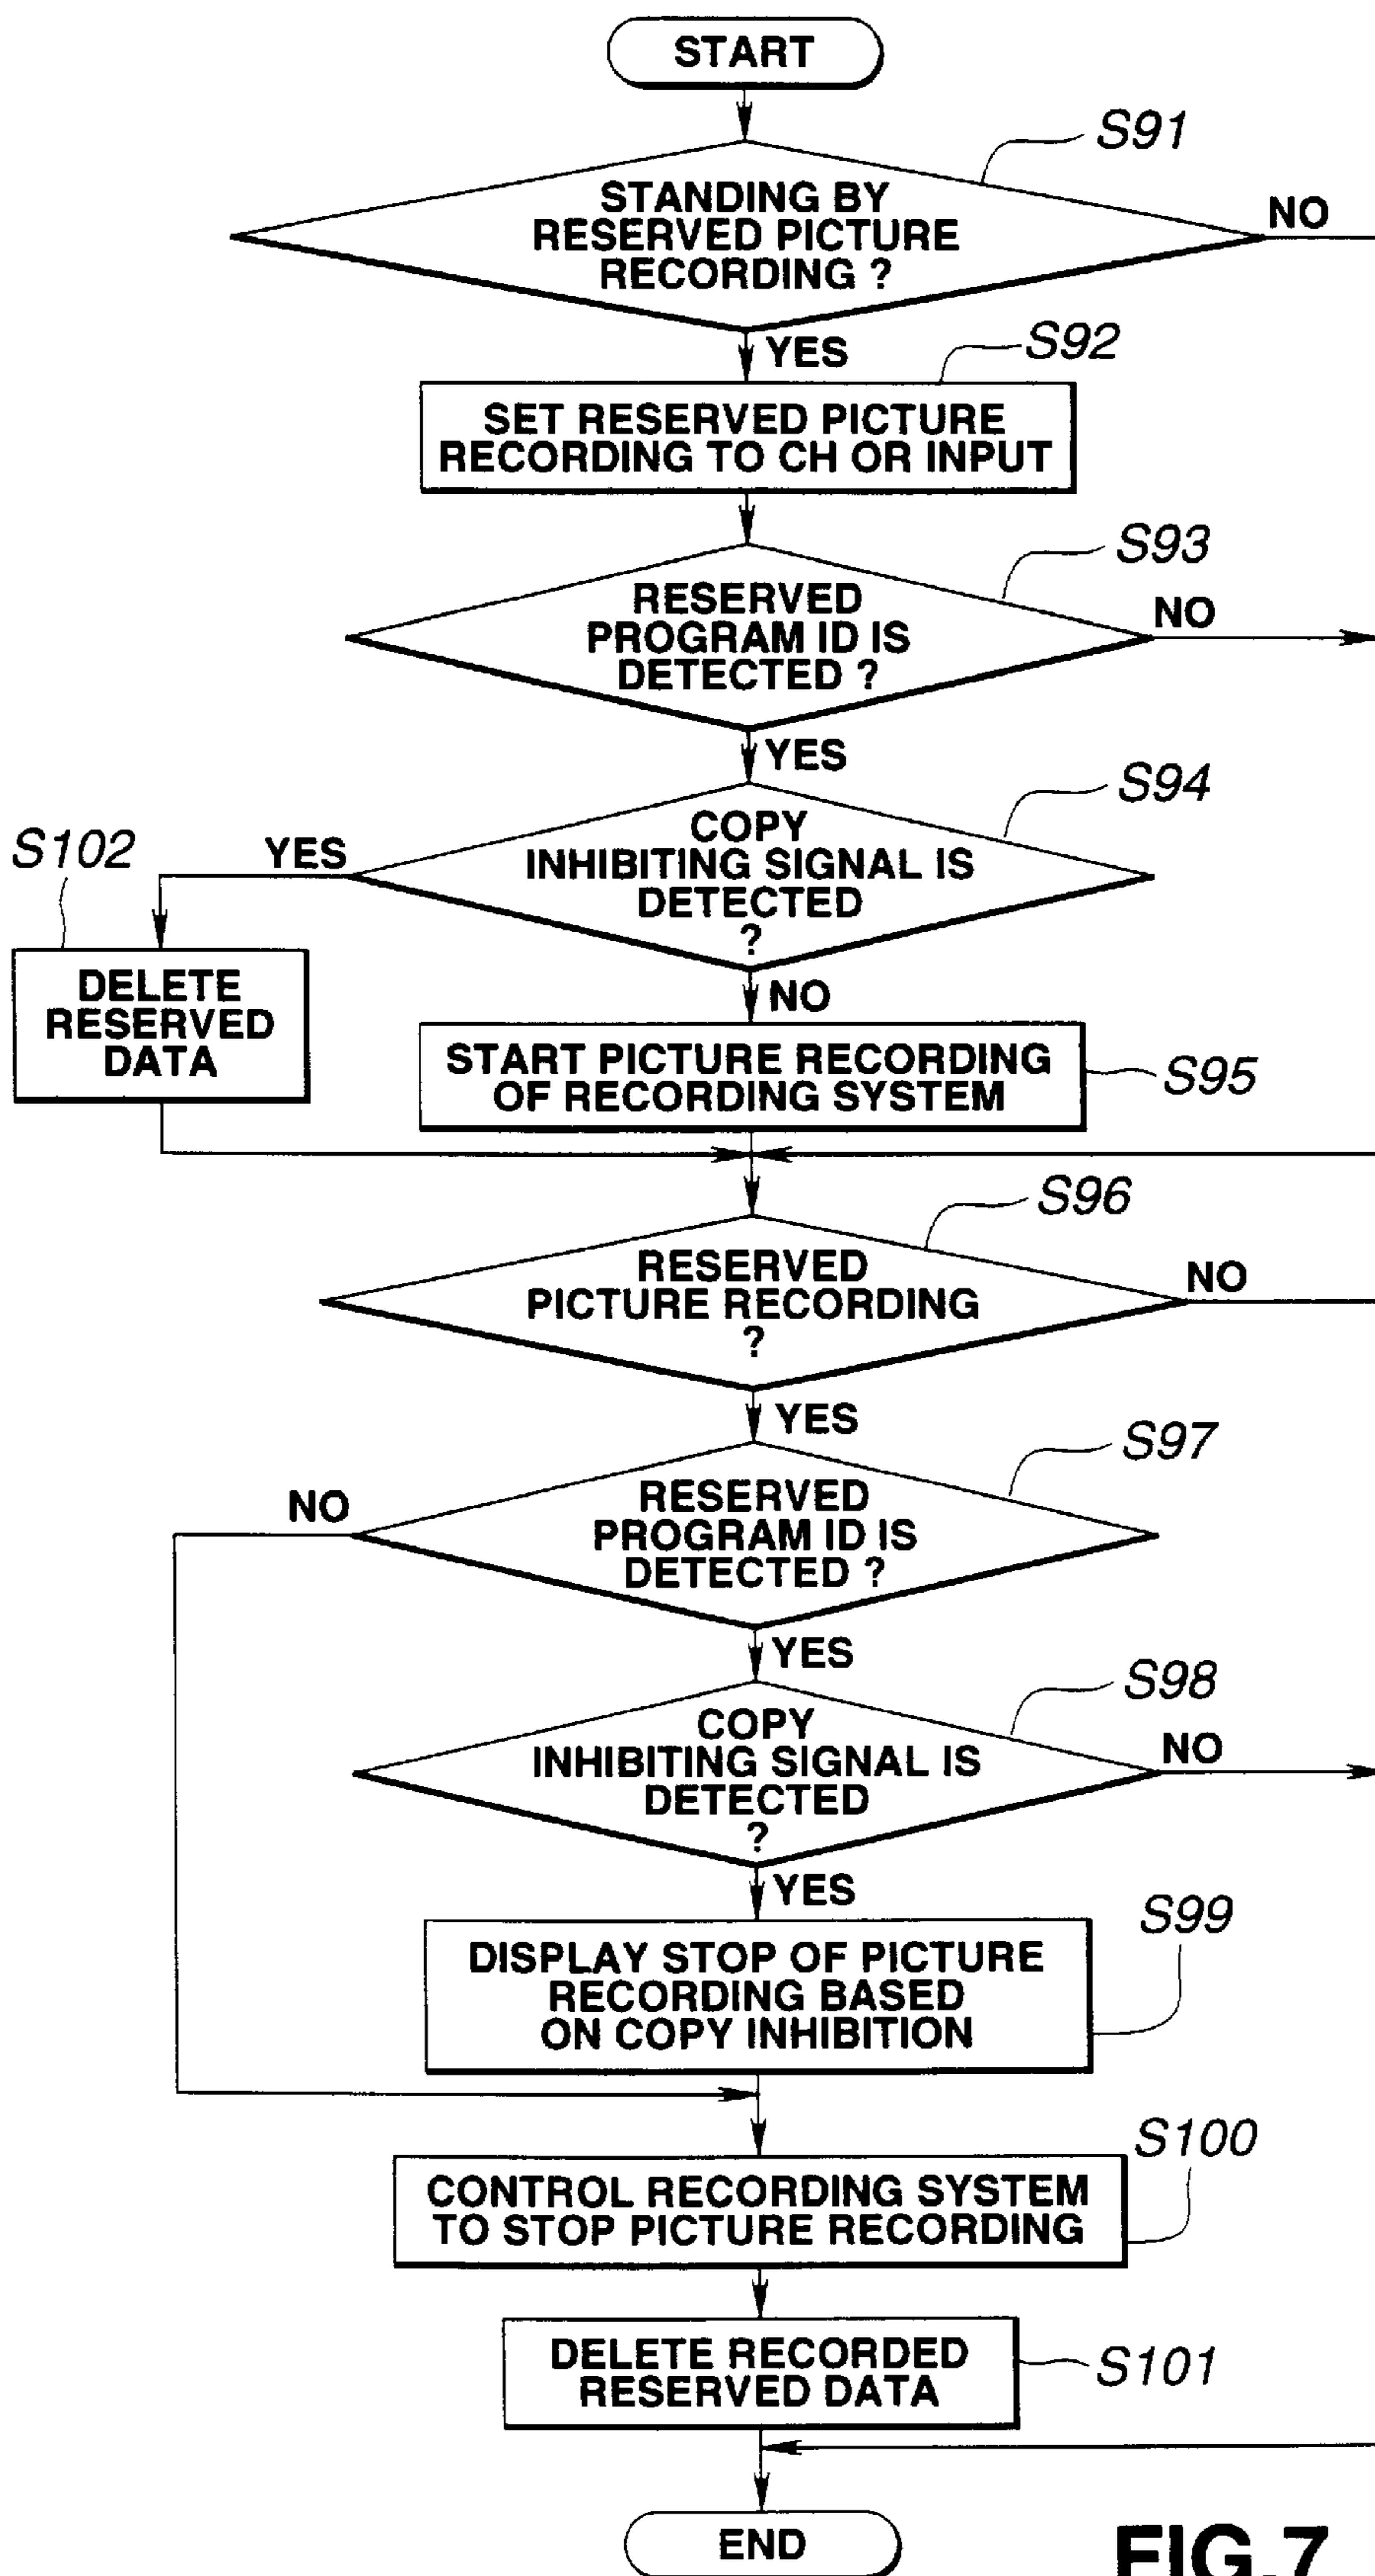 START
S91
STANDING BY
RESERVED PICTURE
RECORDING ?
NO
YES
S92
SET RESERVED PICTURE
RECORDING TO CH OR INPUT
S93
RESERVED
PROGRAM ID IS
DETECTED ?
NO
YES
S94
COPY
INHIBITING SIGNAL IS
DETECTED
?
YES
S102
DELETE
RESERVED
DATA
NO
START PICTURE RECORDING
OF RECORDING SYSTEM
S95
S96
RESERVED
PICTURE RECORDING
?
NO
YES
S97
RESERVED
PROGRAM ID IS
DETECTED ?
NO
YES
S98
COPY
INHIBITING SIGNAL IS
DETECTED
?
NO
YES
S99
DISPLAY STOP OF PICTURE
RECORDING BASED
ON COPY INHIBITION
S100
CONTROL RECORDING SYSTEM
TO STOP PICTURE RECORDING
DELETE RECORDED
RESERVED DATA
S101
END
FIG.7